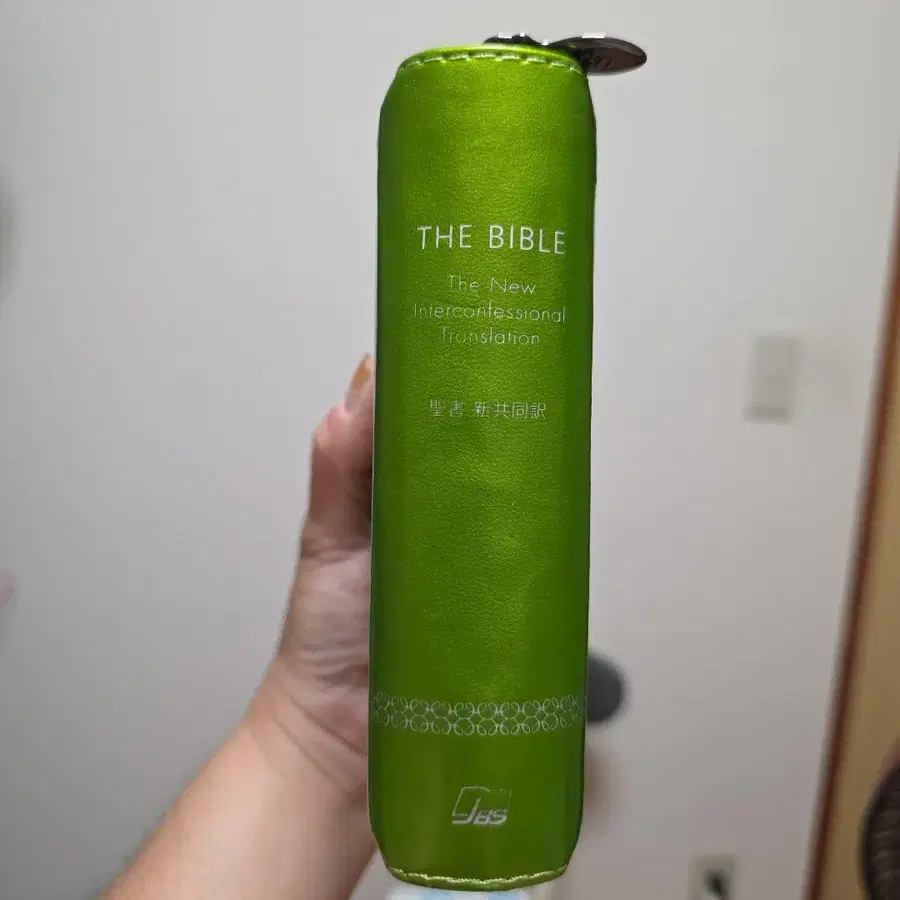 THE BIBLE
The New
Interconfessional
Translation
聖書 新共同訳
JBS